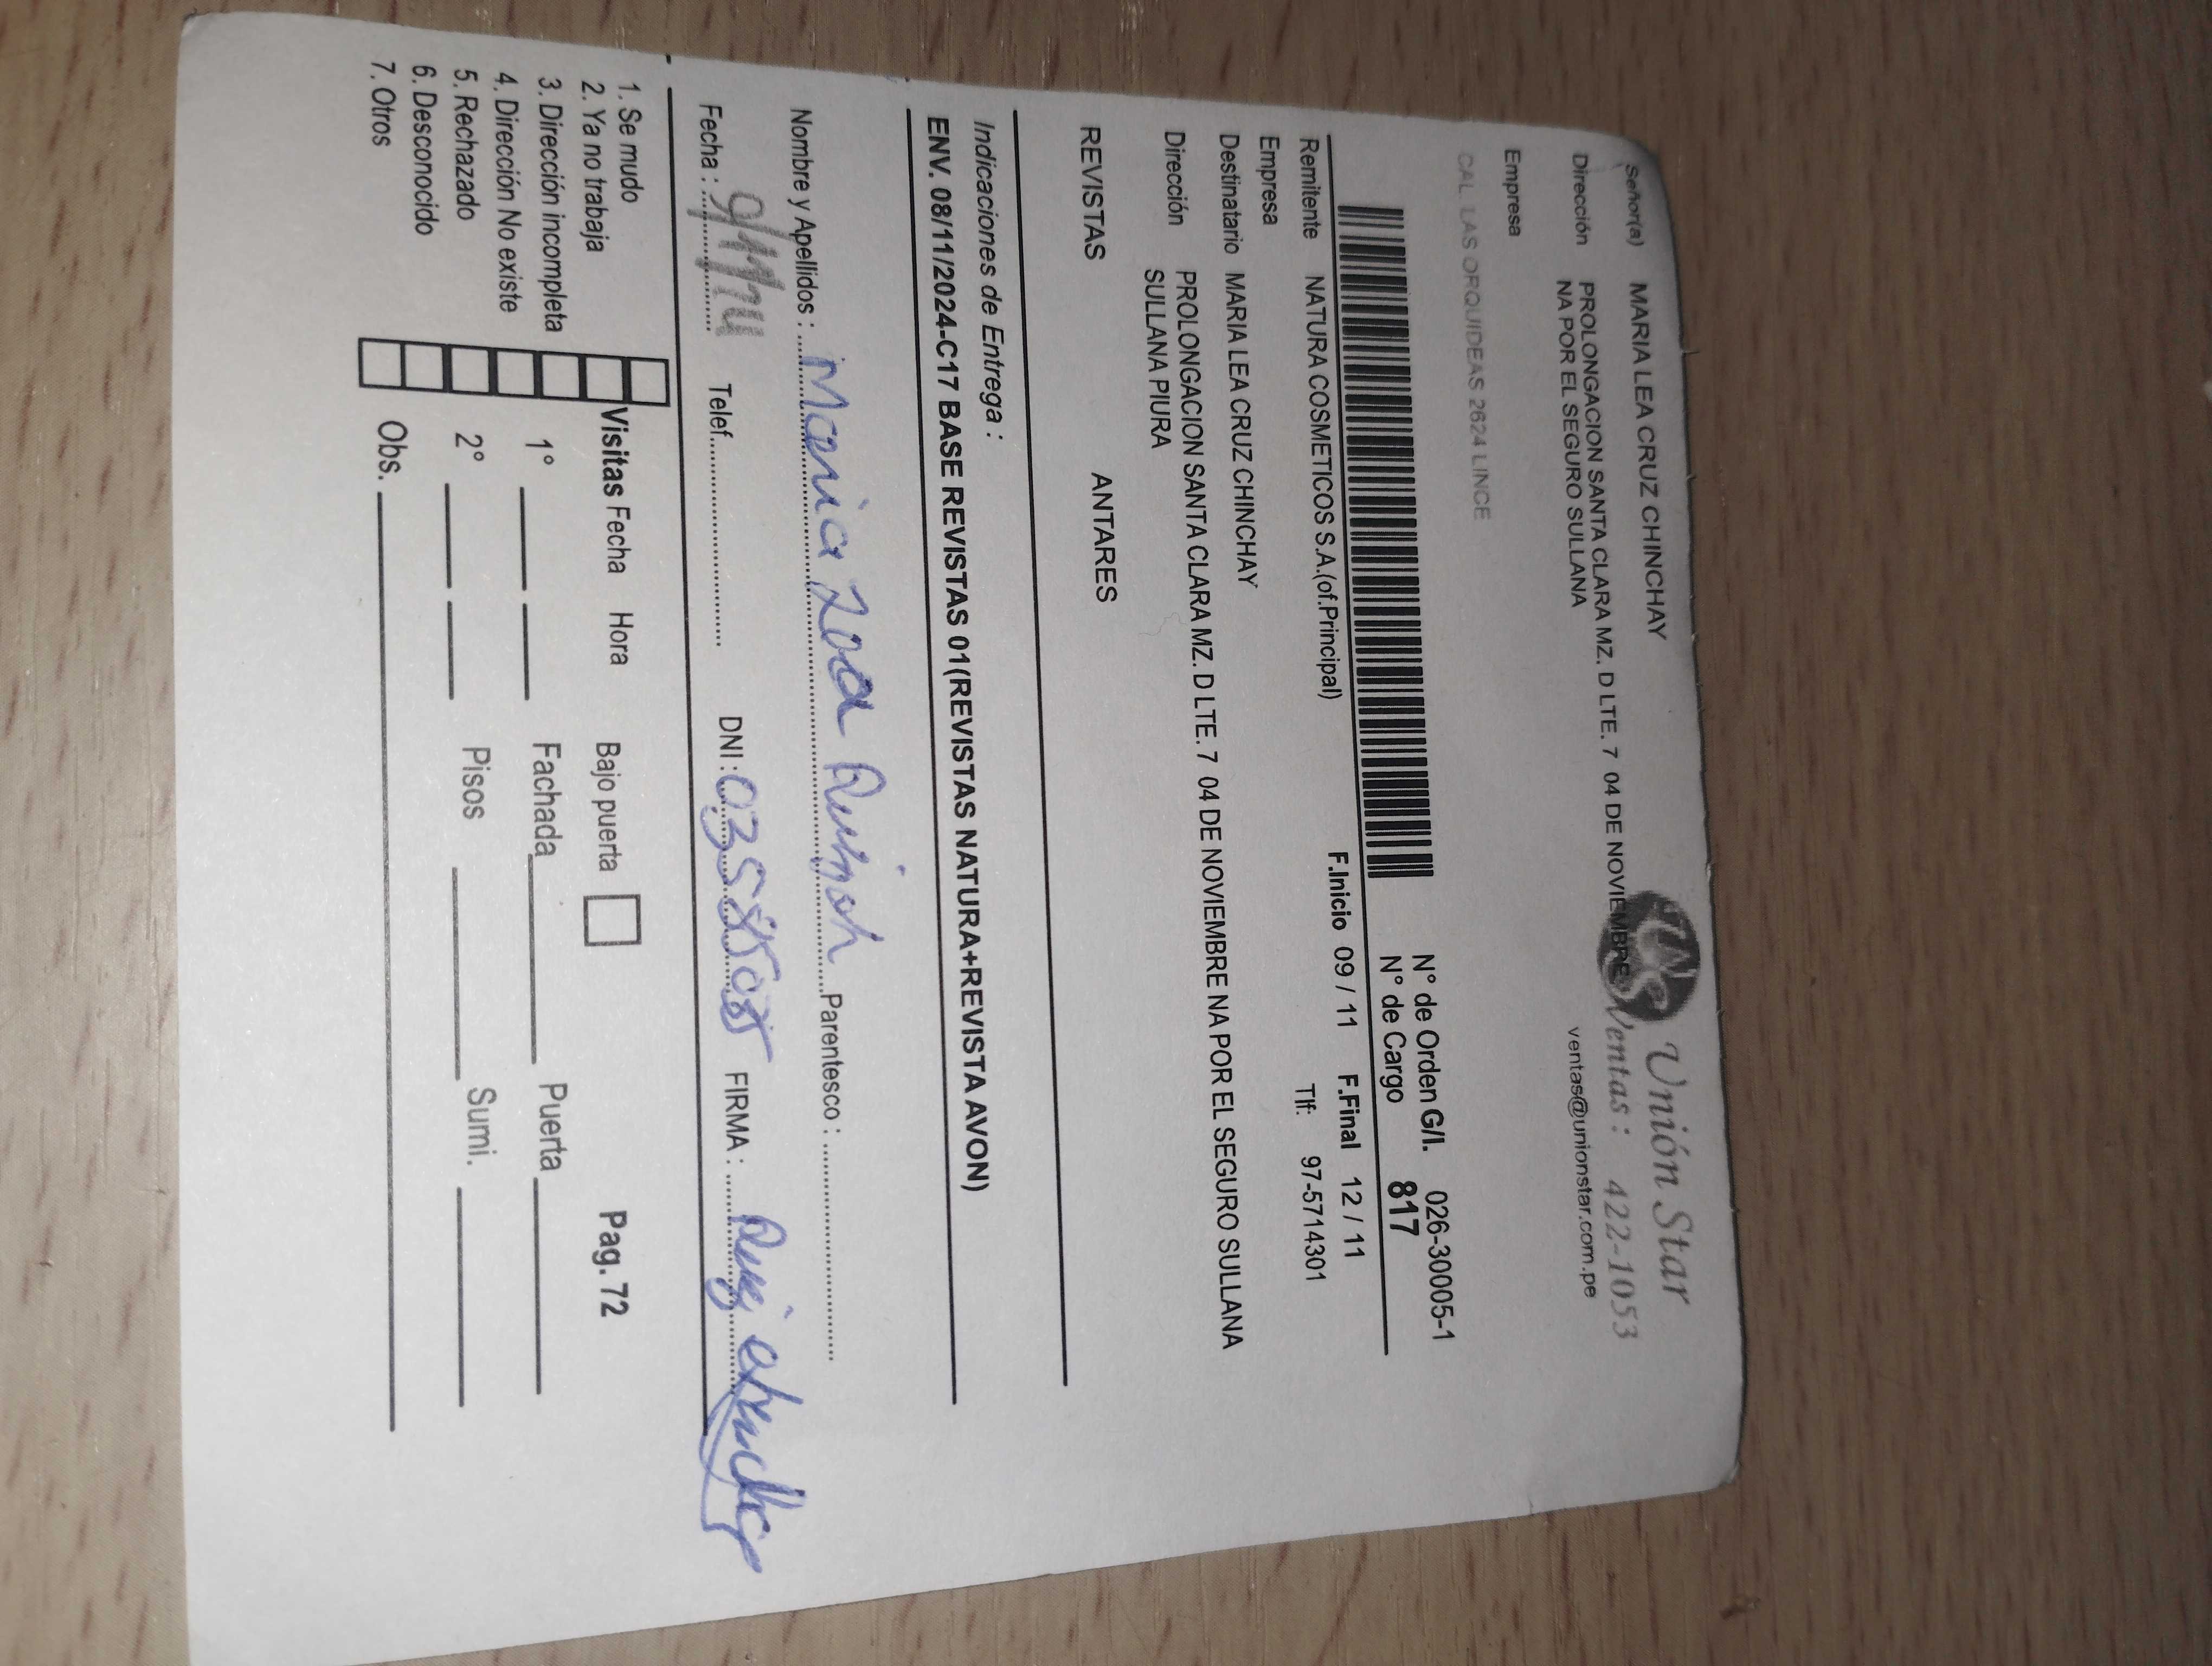 Unión Star
Señor(a) MARIA LEA CRUZ CHINCHAY
Ventas : 422-1053
Dirección PROLONGACION SANTA CLARA MZ. D LTE. 7 04 DE NOVIEMBRE
NA POR EL SEGURO SULLANA
ventas@unionstar.com.pe
Empresa
CAL LAS ORQUIDEAS 2624 LINCE
N° de Orden G/I. 026-30005-1
N° de Cargo 817
F.Inicio 09 / 11 F.Final 12 / 11
Remitente NATURA COSMETICOS S.A.(of.Principal) Tlf: 97-5714301
Empresa
Destinatario MARIA LEA CRUZ CHINCHAY
Dirección PROLONGACION SANTA CLARA MZ. D LTE. 7 04 DE NOVIEMBRE NA POR EL SEGURO SULLANA
SULLANA PIURA
REVISTAS ANTARES
Indicaciones de Entrega :
ENV. 08/11/2024-C17 BASE REVISTAS 01(REVISTAS NATURA+REVISTA AVON)
Nombre y Apellidos : Maria Parentesco :
Fecha : Telef. DNI : FIRMA :
1. Se mudo
2. Ya no trabaja
3. Dirección incompleta
4. Dirección No existe
5. Rechazado
6. Desconocido
7. Otros
Visitas Fecha Hora Bajo puerta Pag. 72
1° Fachada Puerta
2° Pisos Sumi.
Obs.